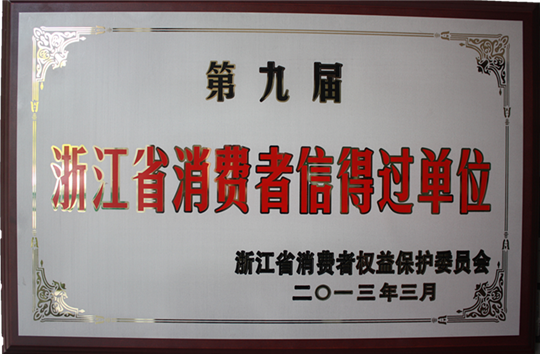 第九届
浙江省消费者信得过单位
浙江省消费者权益保护委员会
二〇一三年三月